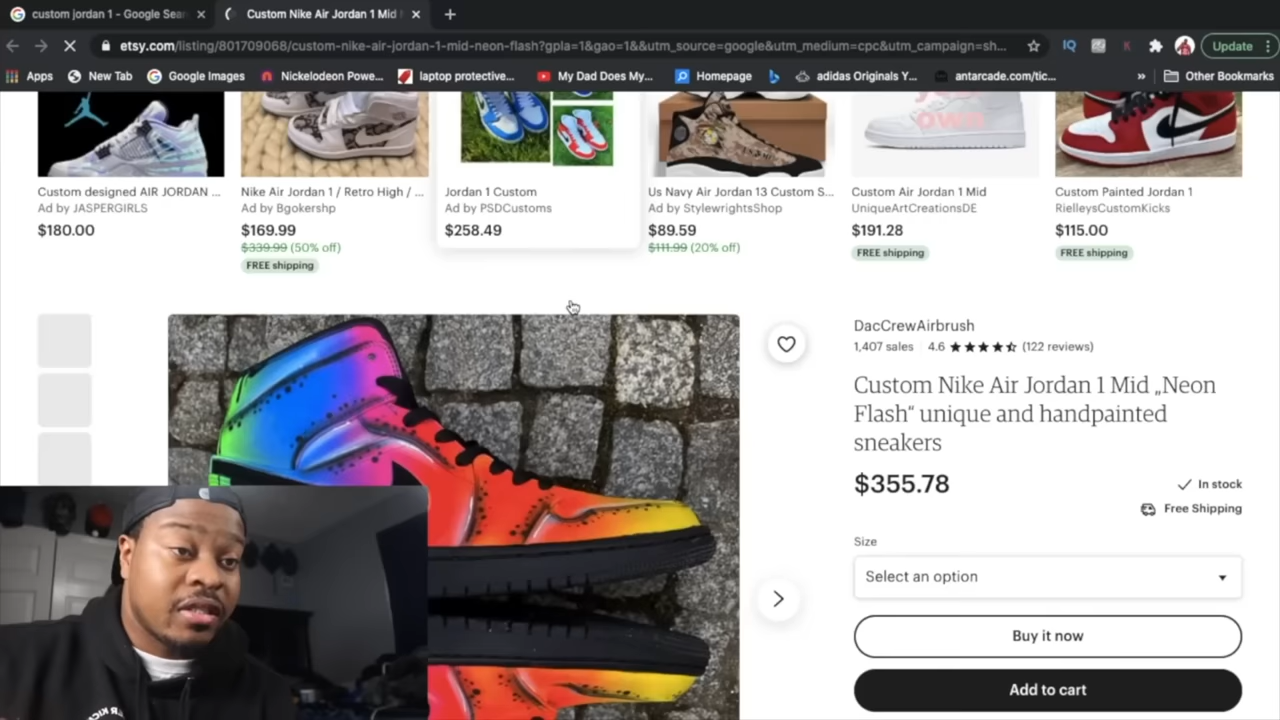 custom jordan 1 - Google Sear
Custom Nike Air Jordan 1 Mid
etsy.com/listing/801709068/custom-nike-air-jordan-1-mid-neon-flash?gpla=1&gao=1&&utm_source=google&utm_medium=cpc&utm_campaign=sh...
IQ
K
Update
Apps
New Tab
Google Images
Nickelodeon Powe...
laptop protective...
My Dad Does My...
Homepage
adidas Originals Y...
antarcade.com/tic...
»
Other Bookmarks
own
Custom designed AIR JORDAN ...
Ad by JASPERGIRLS
$180.00
Nike Air Jordan 1 / Retro High / ...
Ad by Bgokershp
$169.99
$339.99 (50% off)
FREE shipping
Jordan 1 Custom
Ad by PSDCustoms
$258.49
Us Navy Air Jordan 13 Custom S...
Ad by StylewrightsShop
$89.59
$111.99 (20% off)
Custom Air Jordan 1 Mid
UniqueArtCreationsDE
$191.28
FREE shipping
Custom Painted Jordan 1
RielleysCustomKicks
$115.00
FREE shipping
DacCrewAirbrush
1,407 sales 4.6 ★★★★ (122 reviews)
Custom Nike Air Jordan 1 Mid „Neon
Flash“ unique and handpainted
sneakers
$355.78
In stock
Free Shipping
Size
Select an option
Buy it now
Add to cart